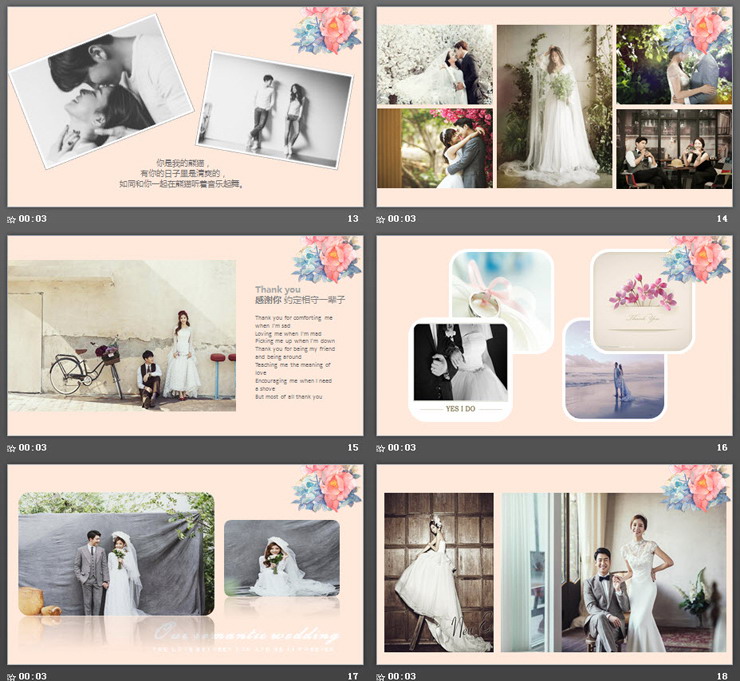 你是我的熊猫，
有你的日子里是清爽的，
如同和你一起在熊猫听着音乐起舞。
00:03
13
00:03
14
Thank you
感谢你 约定相守一辈子
Thank you for comforting me
when I'm sad
Loving me when I'm mad
Picking me up when I'm down
Thank you for being my friend
and being around
Teaching me the meaning of
love
Encouraging me when I need
a shove
But most of all thank you
00:03
15
Thank You
YES I DO
00:03
16
Our romantic wedding
00:03
17
00:03
18